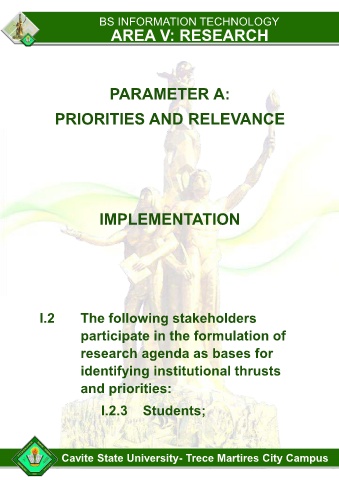 BS INFORMATION TECHNOLOGY
AREA V: RESEARCH
PARAMETER A:
PRIORITIES AND RELEVANCE
IMPLEMENTATION
I.2 The following stakeholders
participate in the formulation of
research agenda as bases for
identifying institutional thrusts
and priorities:
I.2.3 Students;
Cavite State University- Trece Martires City Campus